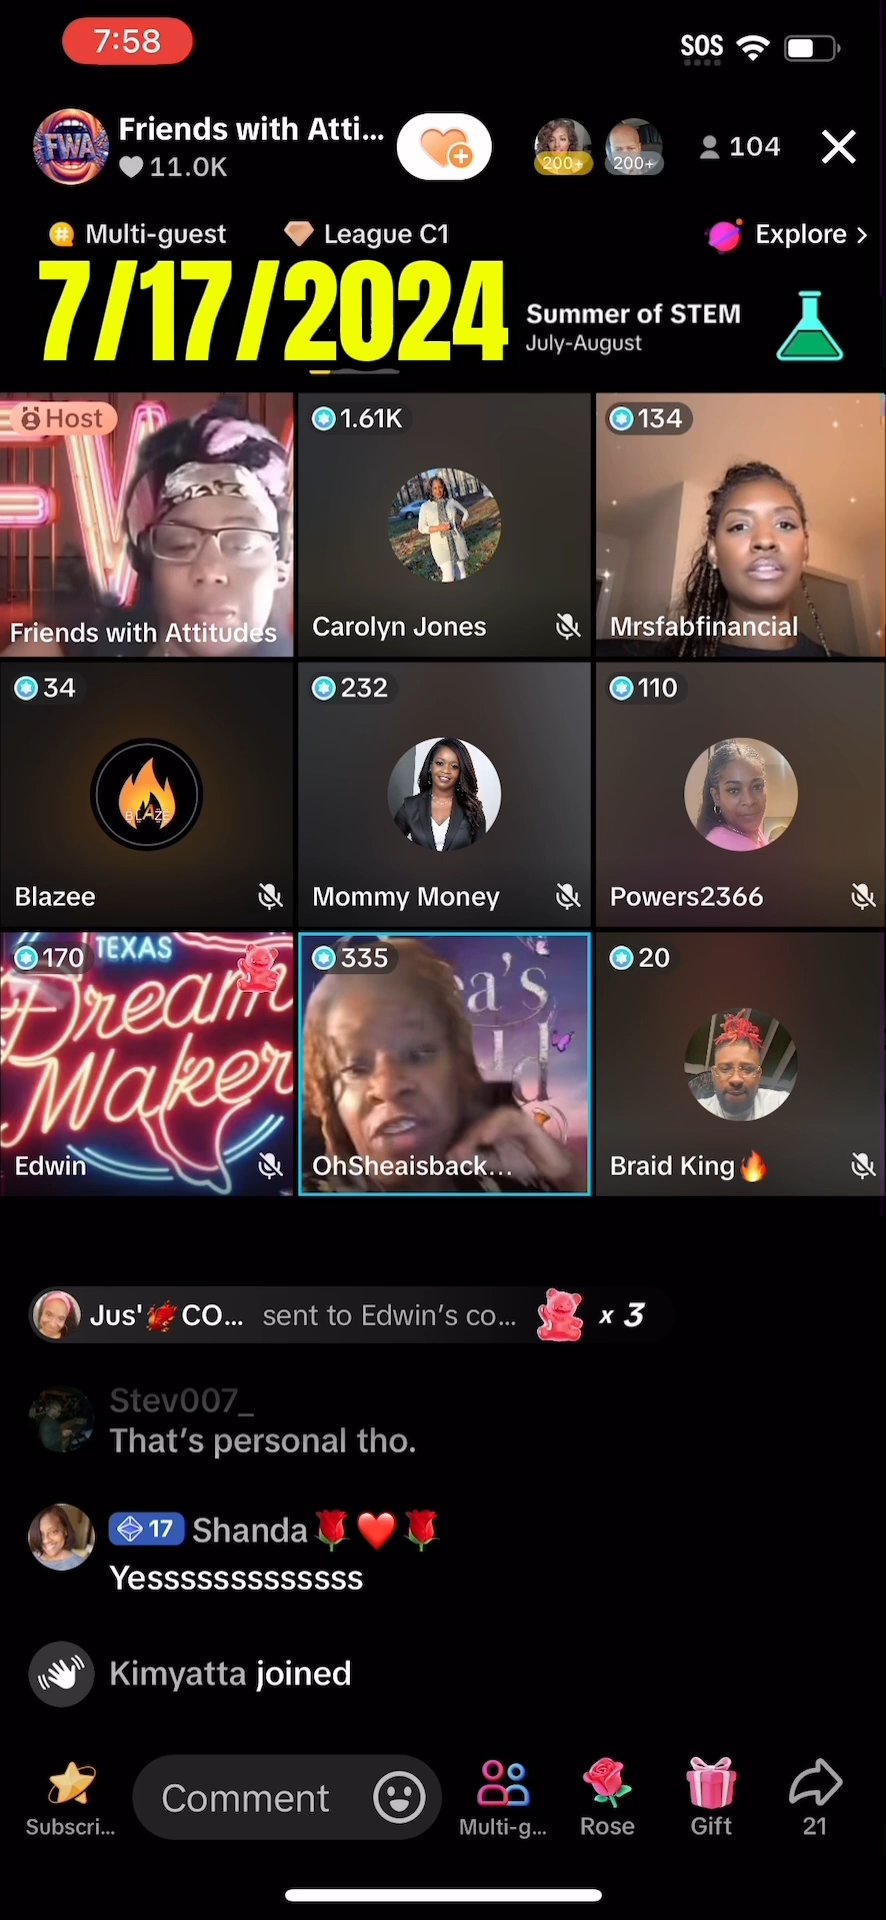 7:58
SOS
FWA
Friends with Atti...
11.0K
200+
200+
104
Multi-guest
League C1
Explore >
7/17/2024
Summer of STEM
July-August
Host
Friends with Attitudes
1.61K
Carolyn Jones
134
Mrsfabfinancial
34
BLAZE
Blazee
232
Mommy Money
110
Powers2366
170
TEXAS
Dream
Maker
Edwin
335
a's
OhSheaisback...
20
Braid King🔥
Jus'💋 CO... sent to Edwin's co... x 3
Stev007_
That's personal tho.
17 Shanda🌹❤️🌹
Yesssssssssssss
Kimyatta joined
Subscri...
Comment
Multi-g...
Rose
Gift
21